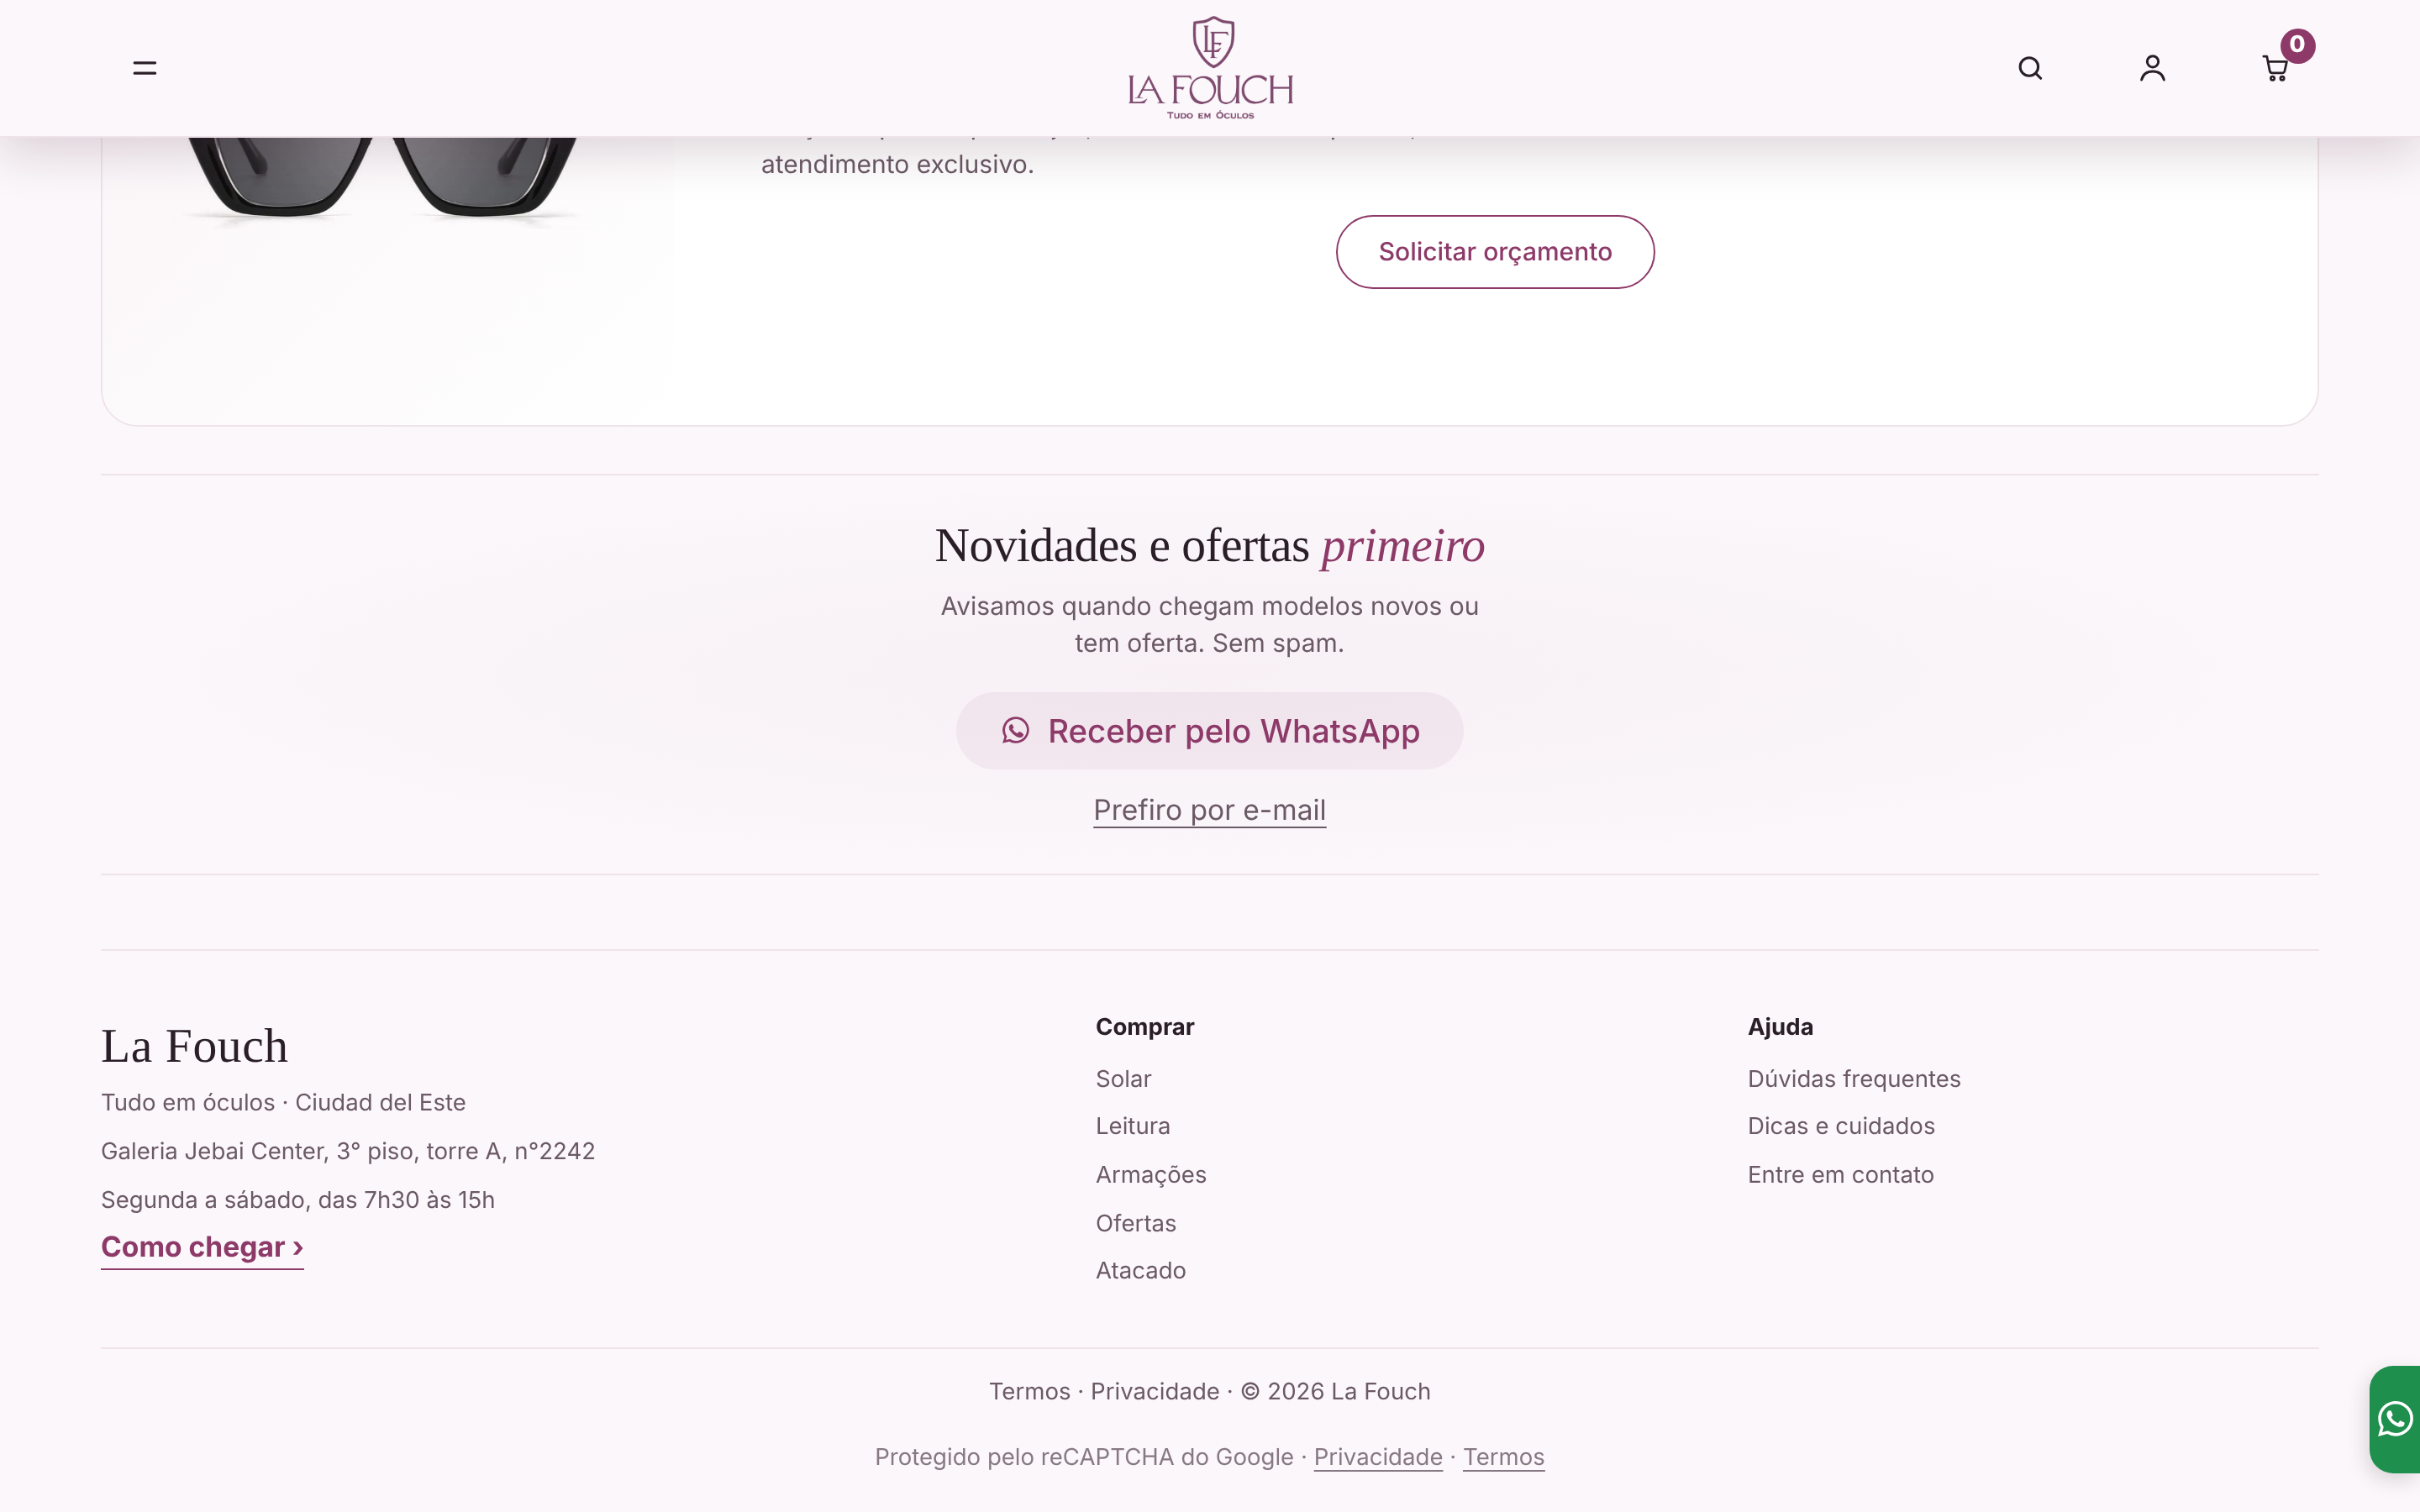 LF
LA FOUCH
TUDO EM ÓCULOS
0
atendimento exclusivo.
Solicitar orçamento
Novidades e ofertas primeiro
Avisamos quando chegam modelos novos ou
tem oferta. Sem spam.
Receber pelo WhatsApp
Prefiro por e-mail
La Fouch
Tudo em óculos · Ciudad del Este
Galeria Jebai Center, 3° piso, torre A, n°2242
Segunda a sábado, das 7h30 às 15h
Como chegar ›
Comprar
Solar
Leitura
Armações
Ofertas
Atacado
Ajuda
Dúvidas frequentes
Dicas e cuidados
Entre em contato
Termos · Privacidade · © 2026 La Fouch
Protegido pelo reCAPTCHA do Google · Privacidade · Termos